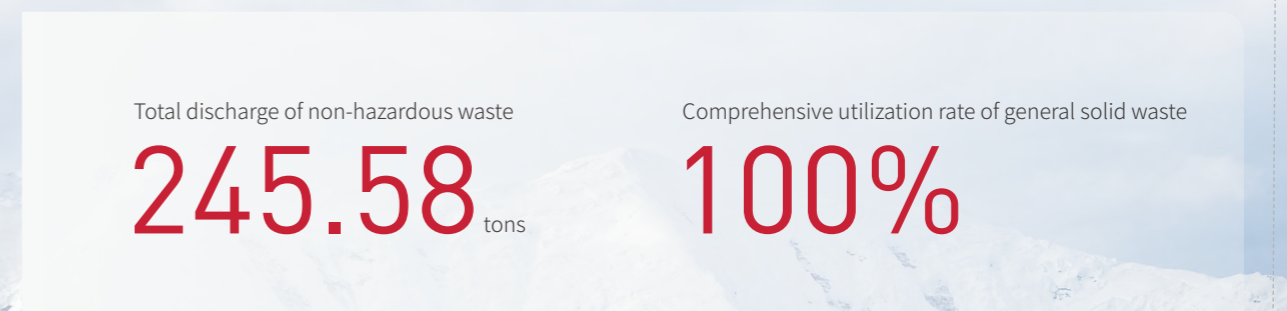 Total discharge of non-hazardous waste
245.58 tons
Comprehensive utilization rate of general solid waste
100%